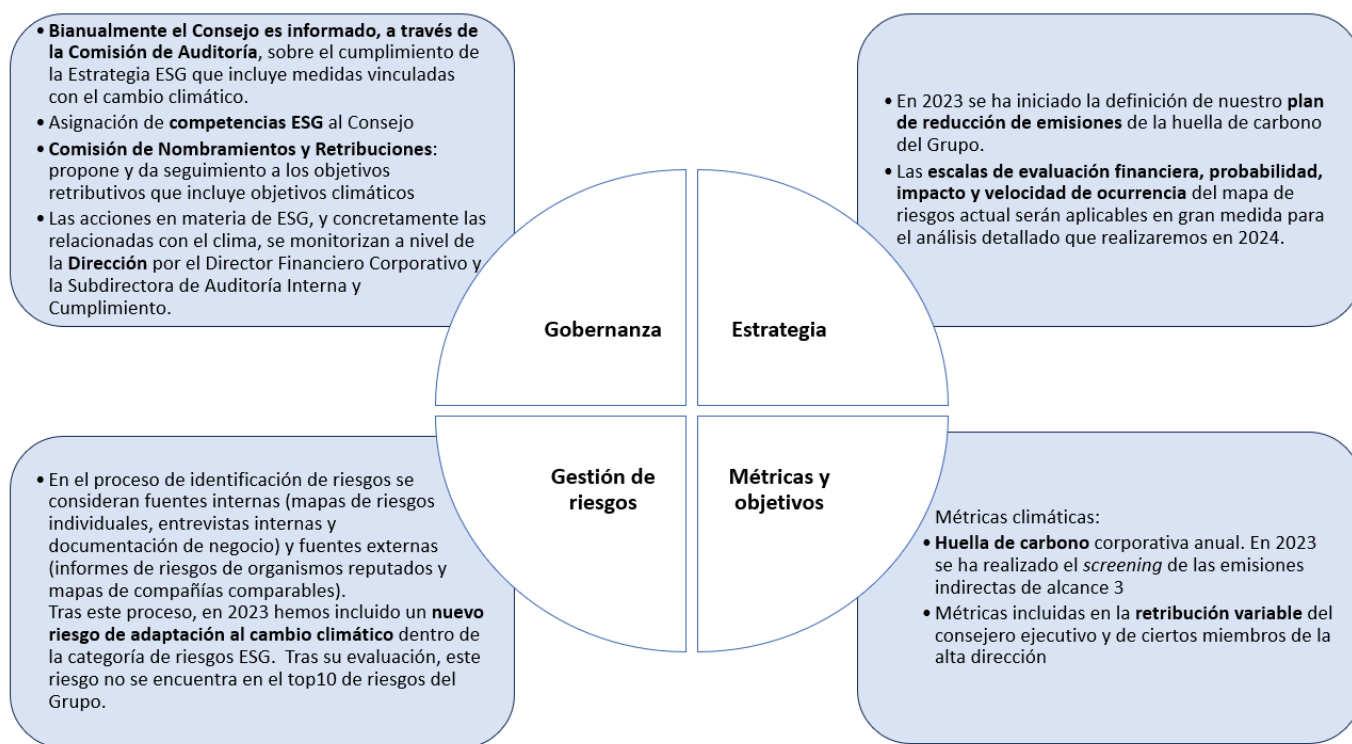 • Bianualmente el Consejo es informado, a través de
la Comisión de Auditoría, sobre el cumplimiento de
la Estrategia ESG que incluye medidas vinculadas
con el cambio climático.
• Asignación de competencias ESG al Consejo
• Comisión de Nombramientos y Retribuciones:
propone y da seguimiento a los objetivos
retributivos que incluye objetivos climáticos
• Las acciones en materia de ESG, y concretamente las
relacionadas con el clima, se monitorizan a nivel de
la Dirección por el Director Financiero Corporativo y
la Subdirectora de Auditoría Interna y
Cumplimiento.
• En 2023 se ha iniciado la definición de nuestro plan
de reducción de emisiones de la huella de carbono
del Grupo.
• Las escalas de evaluación financiera, probabilidad,
impacto y velocidad de ocurrencia del mapa de
riesgos actual serán aplicables en gran medida para
el análisis detallado que realizaremos en 2024.
Gobernanza
Estrategia
Gestión de
riesgos
Métricas y
objetivos
• En el proceso de identificación de riesgos se
consideran fuentes internas (mapas de riesgos
individuales, entrevistas internas y
documentación de negocio) y fuentes externas
(informes de riesgos de organismos reputados y
mapas de compañías comparables).
Tras este proceso, en 2023 hemos incluido un nuevo
riesgo de adaptación al cambio climático dentro de
la categoría de riesgos ESG. Tras su evaluación, este
riesgo no se encuentra en el top10 de riesgos del
Grupo.
Métricas climáticas:
• Huella de carbono corporativa anual. En 2023
se ha realizado el screening de las emisiones
indirectas de alcance 3
• Métricas incluidas en la retribución variable del
consejero ejecutivo y de ciertos miembros de la
alta dirección